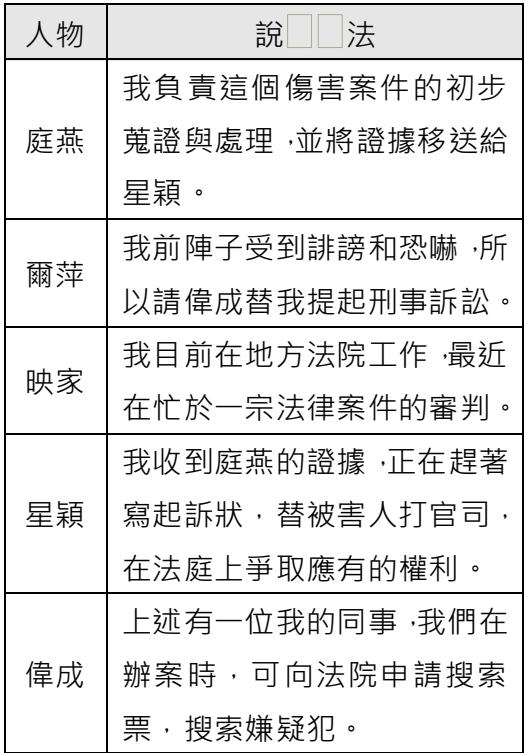 人物 說 法
庭燕
我負責這個傷害案件的初步
蒐證與處理,並將證據移送給
星穎。
爾萍
我前陣子受到誹謗和恐嚇,所
以請偉成替我提起刑事訴訟。
映家
我目前在地方法院工作,最近
在忙於一宗法律案件的審判。
星穎
我收到庭燕的證據,正在趕著
寫起訴狀,替被害人打官司,
在法庭上爭取應有的權利。
偉成
上述有一位我的同事,我們在
辦案時,可向法院申請搜索
票,搜索嫌疑犯。